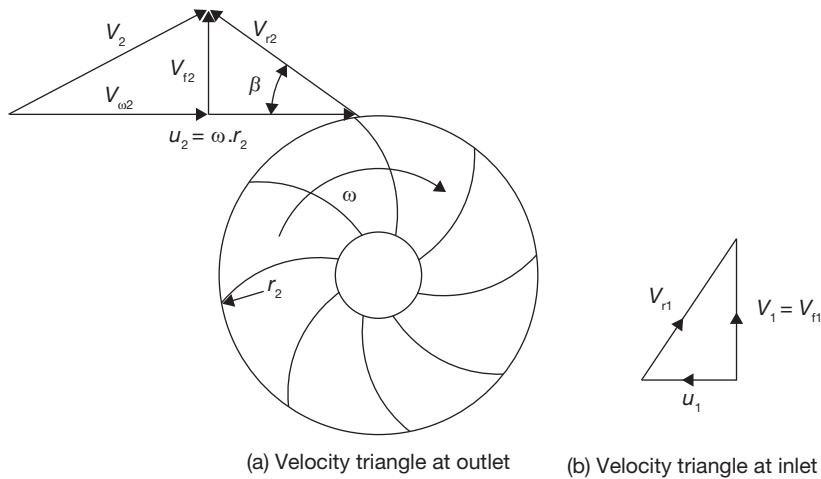 V2
Vr2
Vf2
β
Vω2
u2 = ω.r2
ω
r2
Vr1
V1 = Vf1
u1
(a) Velocity triangle at outlet
(b) Velocity triangle at inlet